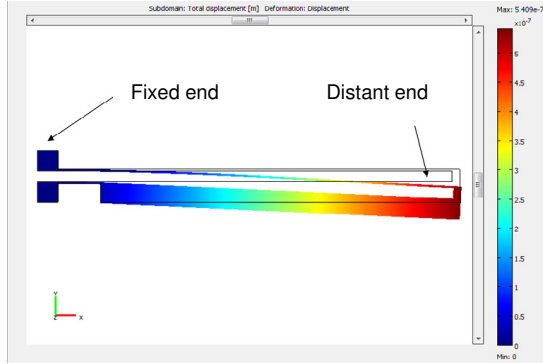 Subdomain: Total displacement [m] Deformation: Displacement
Max: 5.409e-7
x10⁻⁷
Fixed end
Distant end
5
4.5
4
3.5
3
2.5
2
1.5
1
0.5
0
Min: 0
Y
Z
X